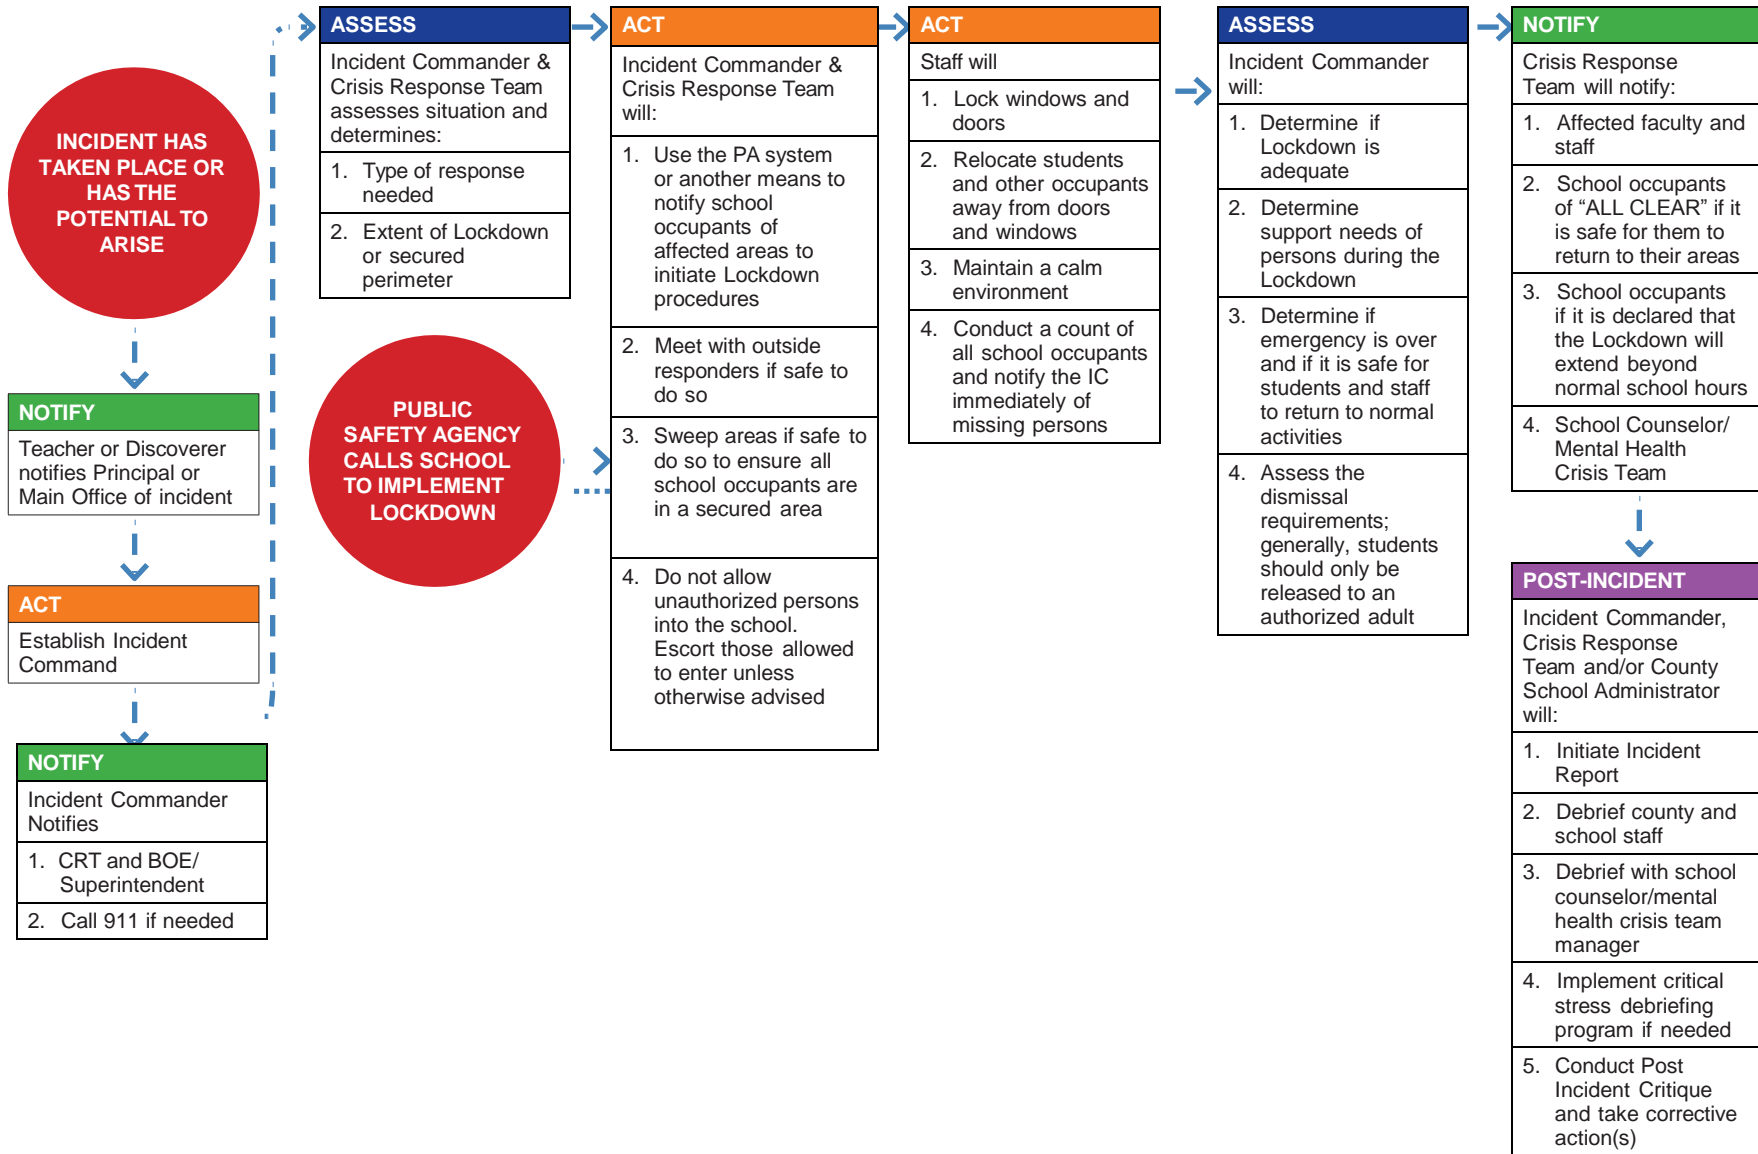 INCIDENT HAS
TAKEN PLACE OR
HAS THE
POTENTIAL TO
ARISE
NOTIFY
Teacher or Discoverer
notifies Principal or
Main Office of incident
ACT
Establish Incident
Command
NOTIFY
Incident Commander
Notifies
1. CRT and BOE/
Superintendent
2. Call 911 if needed
ASSESS
Incident Commander &
Crisis Response Team
assesses situation and
determines:
1. Type of response
needed
2. Extent of Lockdown
or secured
perimeter
PUBLIC
SAFETY AGENCY
CALLS SCHOOL
TO IMPLEMENT
LOCKDOWN
ACT
Incident Commander &
Crisis Response Team
will:
1. Use the PA system
or another means to
notify school
occupants of
affected areas to
initiate Lockdown
procedures
2. Meet with outside
responders if safe to
do so
3. Sweep areas if safe to
do so to ensure all
school occupants are
in a secured area
4. Do not allow
unauthorized persons
into the school.
Escort those allowed
to enter unless
otherwise advised
ACT
Staff will
1. Lock windows and
doors
2. Relocate students
and other occupants
away from doors
and windows
3. Maintain a calm
environment
4. Conduct a count of
all school occupants
and notify the IC
immediately of
missing persons
ASSESS
Incident Commander
will:
1. Determine if
Lockdown is
adequate
2. Determine
support needs of
persons during the
Lockdown
3. Determine if
emergency is over
and if it is safe for
students and staff
to return to normal
activities
4. Assess the
dismissal
requirements;
generally, students
should only be
released to an
authorized adult
NOTIFY
Crisis Response
Team will notify:
1. Affected faculty and
staff
2. School occupants
of “ALL CLEAR” if it
is safe for them to
return to their areas
3. School occupants
if it is declared that
the Lockdown will
extend beyond
normal school hours
4. School Counselor/
Mental Health
Crisis Team
POST-INCIDENT
Incident Commander,
Crisis Response
Team and/or County
School Administrator
will:
1. Initiate Incident
Report
2. Debrief county and
school staff
3. Debrief with school
counselor/mental
health crisis team
manager
4. Implement critical
stress debriefing
program if needed
5. Conduct Post
Incident Critique
and take corrective
action(s)